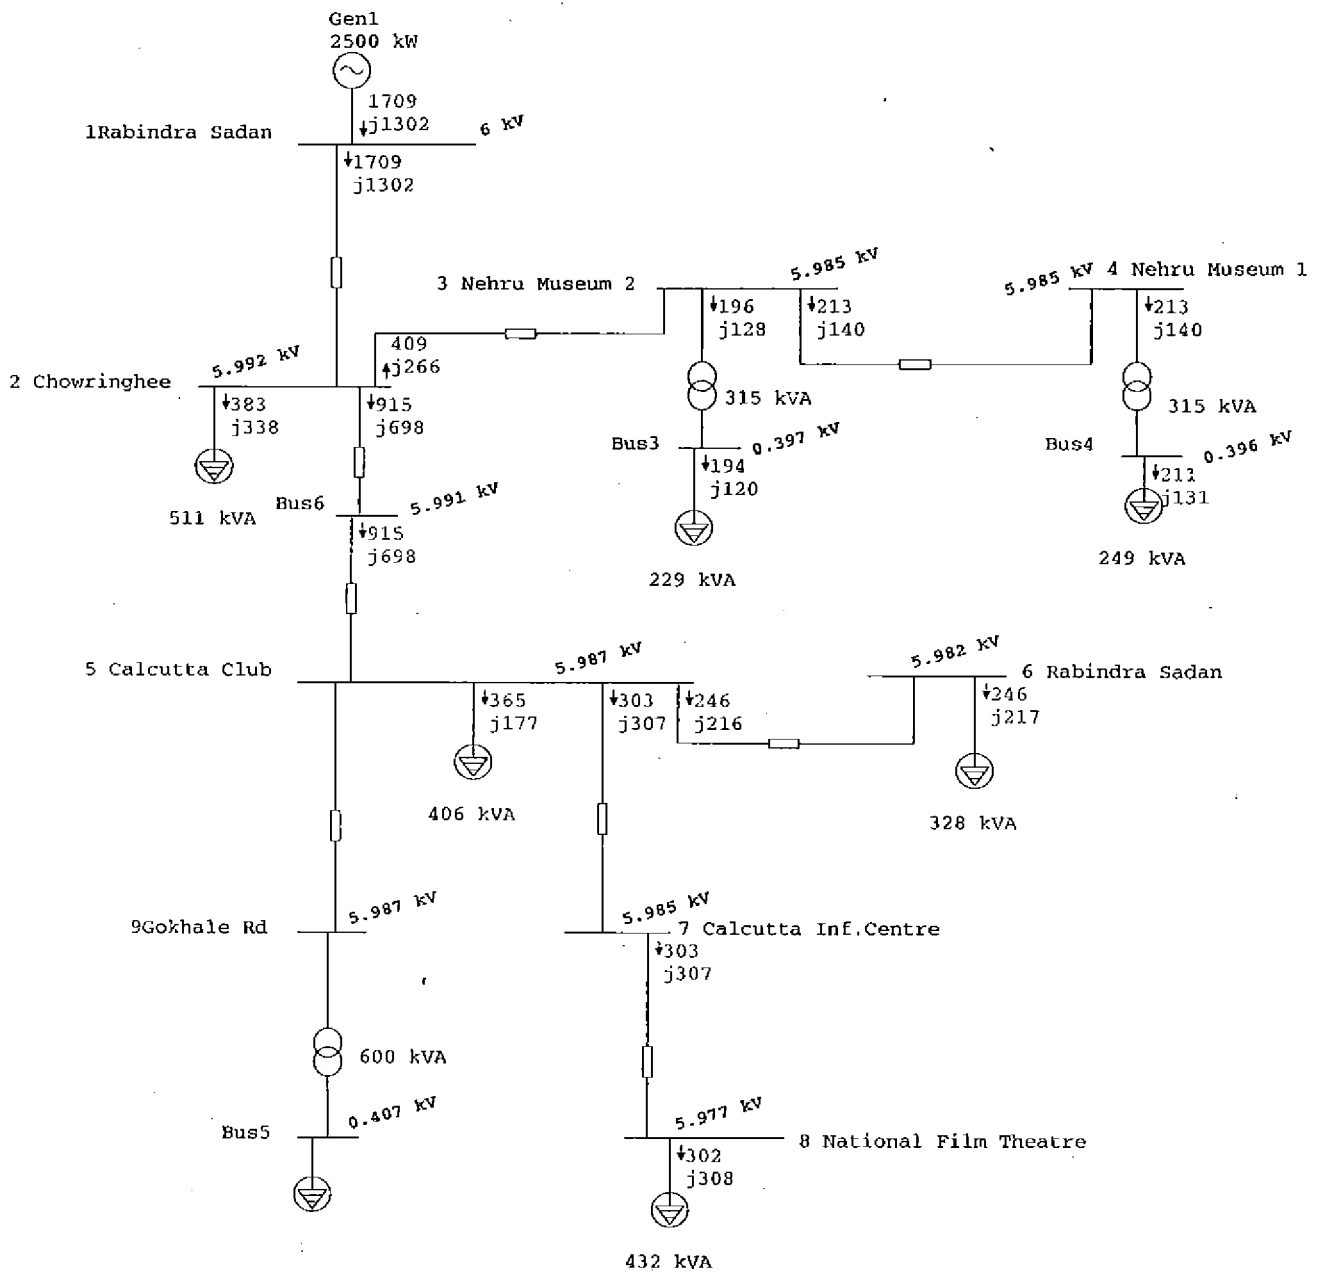 Gen1
2500 kW
1709
j1302
1Rabindra Sadan
6 kV
1709
j1302
3 Nehru Museum 2
5.985 kV
5.985 kV
4 Nehru Museum 1
196
j128
213
j140
213
j140
409
j266
5.992 kV
2 Chowringhee
383
j338
915
j698
315 kVA
315 kVA
Bus3
0.397 kV
Bus4
0.396 kV
194
j120
211
j131
511 kVA
Bus6
5.991 kV
915
j698
229 kVA
249 kVA
5 Calcutta Club
5.987 kV
5.982 kV
6 Rabindra Sadan
365
j177
303
j307
246
j216
246
j217
406 kVA
328 kVA
9Gokhale Rd
5.987 kV
5.985 kV
7 Calcutta Inf.Centre
303
j307
600 kVA
Bus5
0.407 kV
5.977 kV
8 National Film Theatre
302
j308
432 kVA